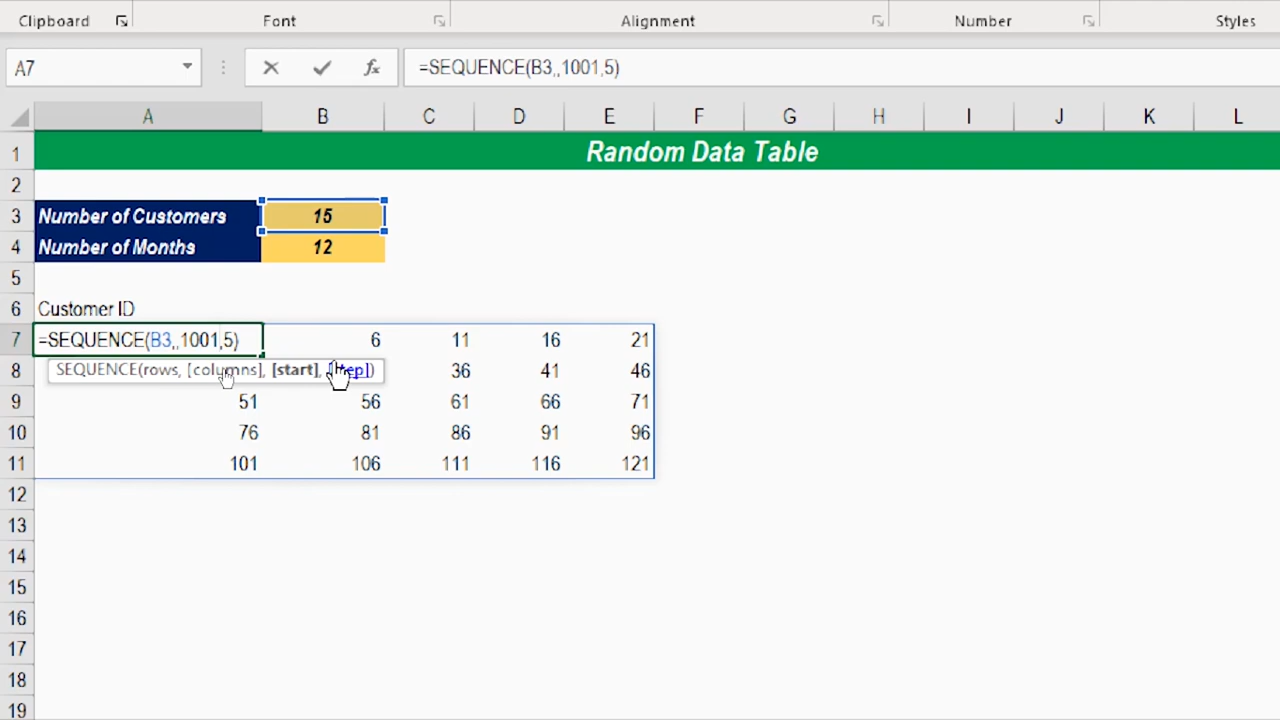 Clipboard Font Alignment Number Styles
A7 =SEQUENCE(B3,,1001,5)
A B C D E F G H I J K L
1 Random Data Table
2
3 Number of Customers 15
4 Number of Months 12
5
6 Customer ID
7 =SEQUENCE(B3,,1001,5) 6 11 16 21
8 SEQUENCE(rows, [columns], [start], [step]) 36 41 46
9 51 56 61 66 71
10 76 81 86 91 96
11 101 106 111 116 121
12
13
14
15
16
17
18
19